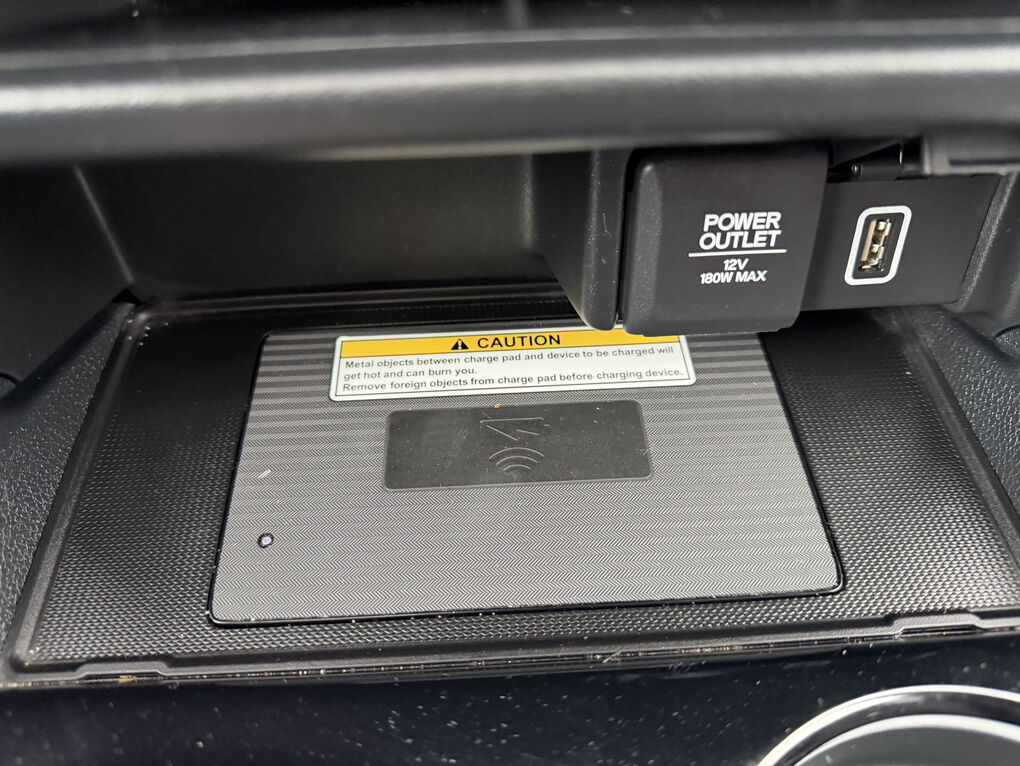 POWER
OUTLET
12V
180W MAX
CAUTION
Metal objects between charge pad and device to be charged will
get hot and can burn you.
Remove foreign objects from charge pad before charging device.